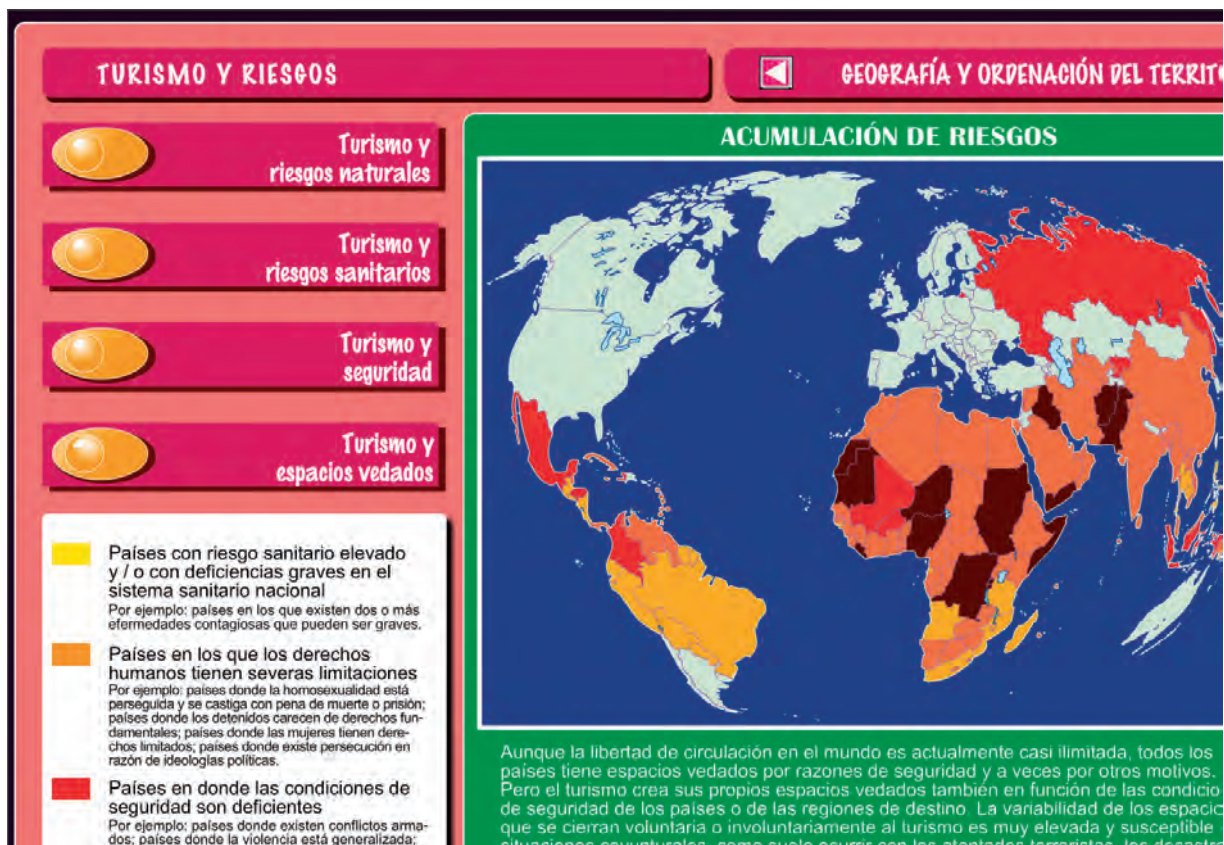 TURISMO Y RIESGOS
GEOGRAFÍA Y ORDENACIÓN DEL
Turismo y
riesgos naturales
Turismo y
riesgos sanitarios
Turismo y
seguridad
Turismo y
espacios vedados
Países con riesgo sanitario elevado
y / o con deficiencias graves en el
sistema sanitario nacional
Por ejemplo: países en los que existen dos o más
efermedades contagiosas que pueden ser graves.
Países en los que los derechos
humanos tienen severas limitaciones
Por ejemplo: países donde la homosexualidad está
perseguida y se castiga con pena de muerte o prisión;
países donde los detenidos carecen de derechos fun-
damentales; países donde las mujeres tienen dere-
chos limitados; países donde existe persecución en
razón de ideologías políticas.
Países en donde las condiciones de
seguridad son deficientes
Por ejemplo: países donde existen conflictos arma-
dos; países donde la violencia está generalizada;
ACUMULACIÓN DE RIESGOS
Aunque la libertad de circulación en el mundo es actualmente casi ilimitada, todos los
países tiene espacios vedados por razones de seguridad y a veces por otros motivos.
Pero el turismo crea sus propios espacios vedados también en función de las condicio
de seguridad de los países o de las regiones de destino. La variabilidad de los espacio
que se cierran voluntaria o involuntariamente al turismo es muy elevada y susceptible